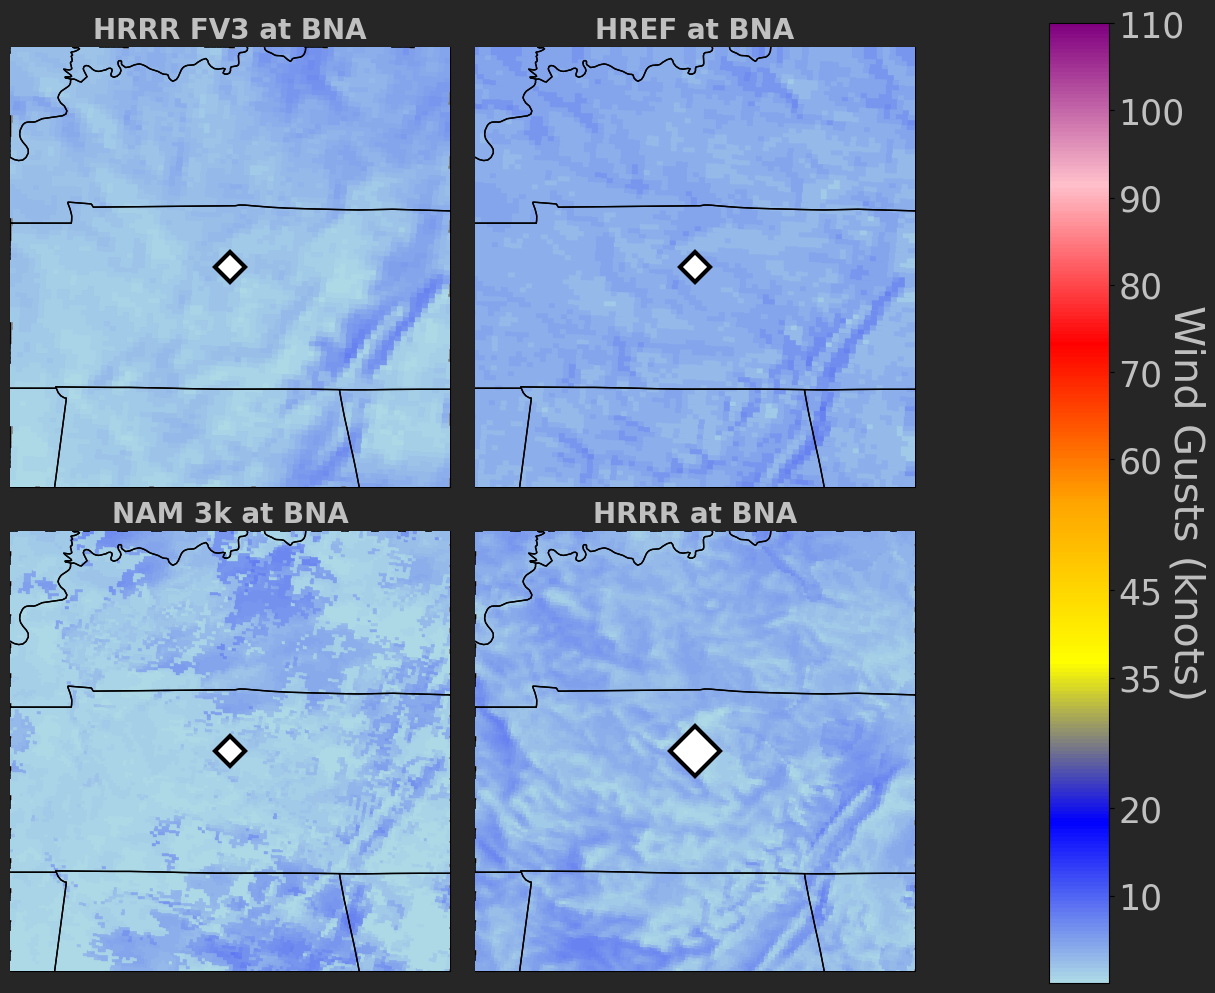 HRRR FV3 at BNA
HREF at BNA
NAM 3k at BNA
HRRR at BNA
110
100
90
80
70
60
45
35
20
10
Wind Gusts (knots)